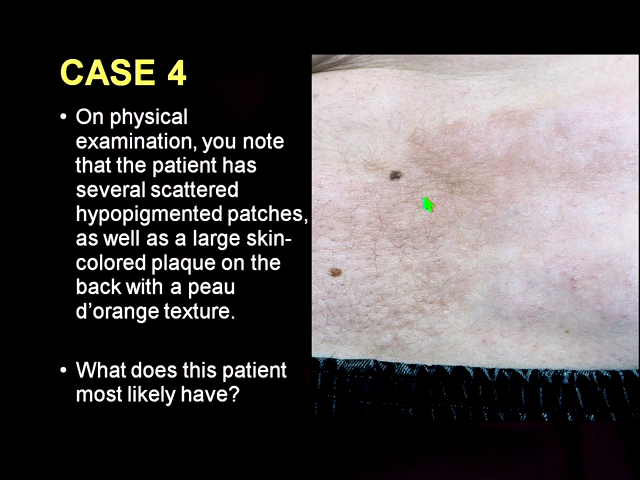 CASE 4
• On physical
examination, you note
that the patient has
several scattered
hypopigmented patches,
as well as a large skin-
colored plaque on the
back with a peau
d’orange texture.
• What does this patient
most likely have?